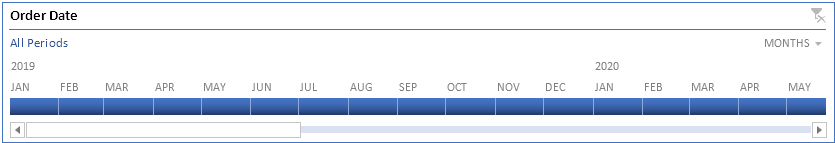 Order Date
All Periods MONTHS
2019 2020
JAN FEB MAR APR MAY JUN JUL AUG SEP OCT NOV DEC JAN FEB MAR APR MAY